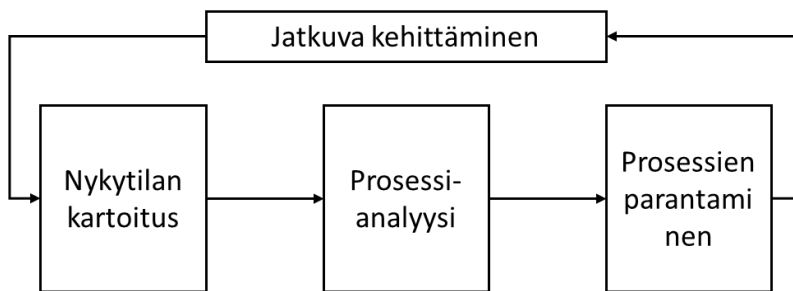 Jatkuva kehittäminen
Nykytilan
kartoitus
Prosessi-
analyysi
Prosessien
parantami
nen